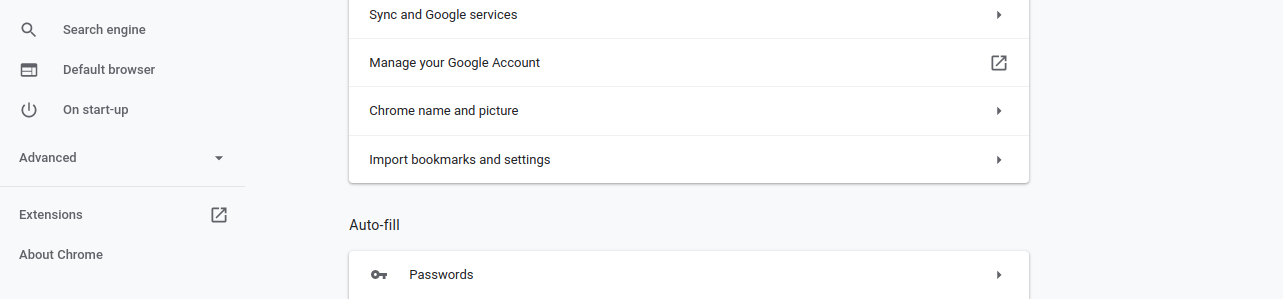 Search engine
Default browser
On start-up
Advanced
Extensions
About Chrome
Sync and Google services
Manage your Google Account
Chrome name and picture
Import bookmarks and settings
Auto-fill
Passwords